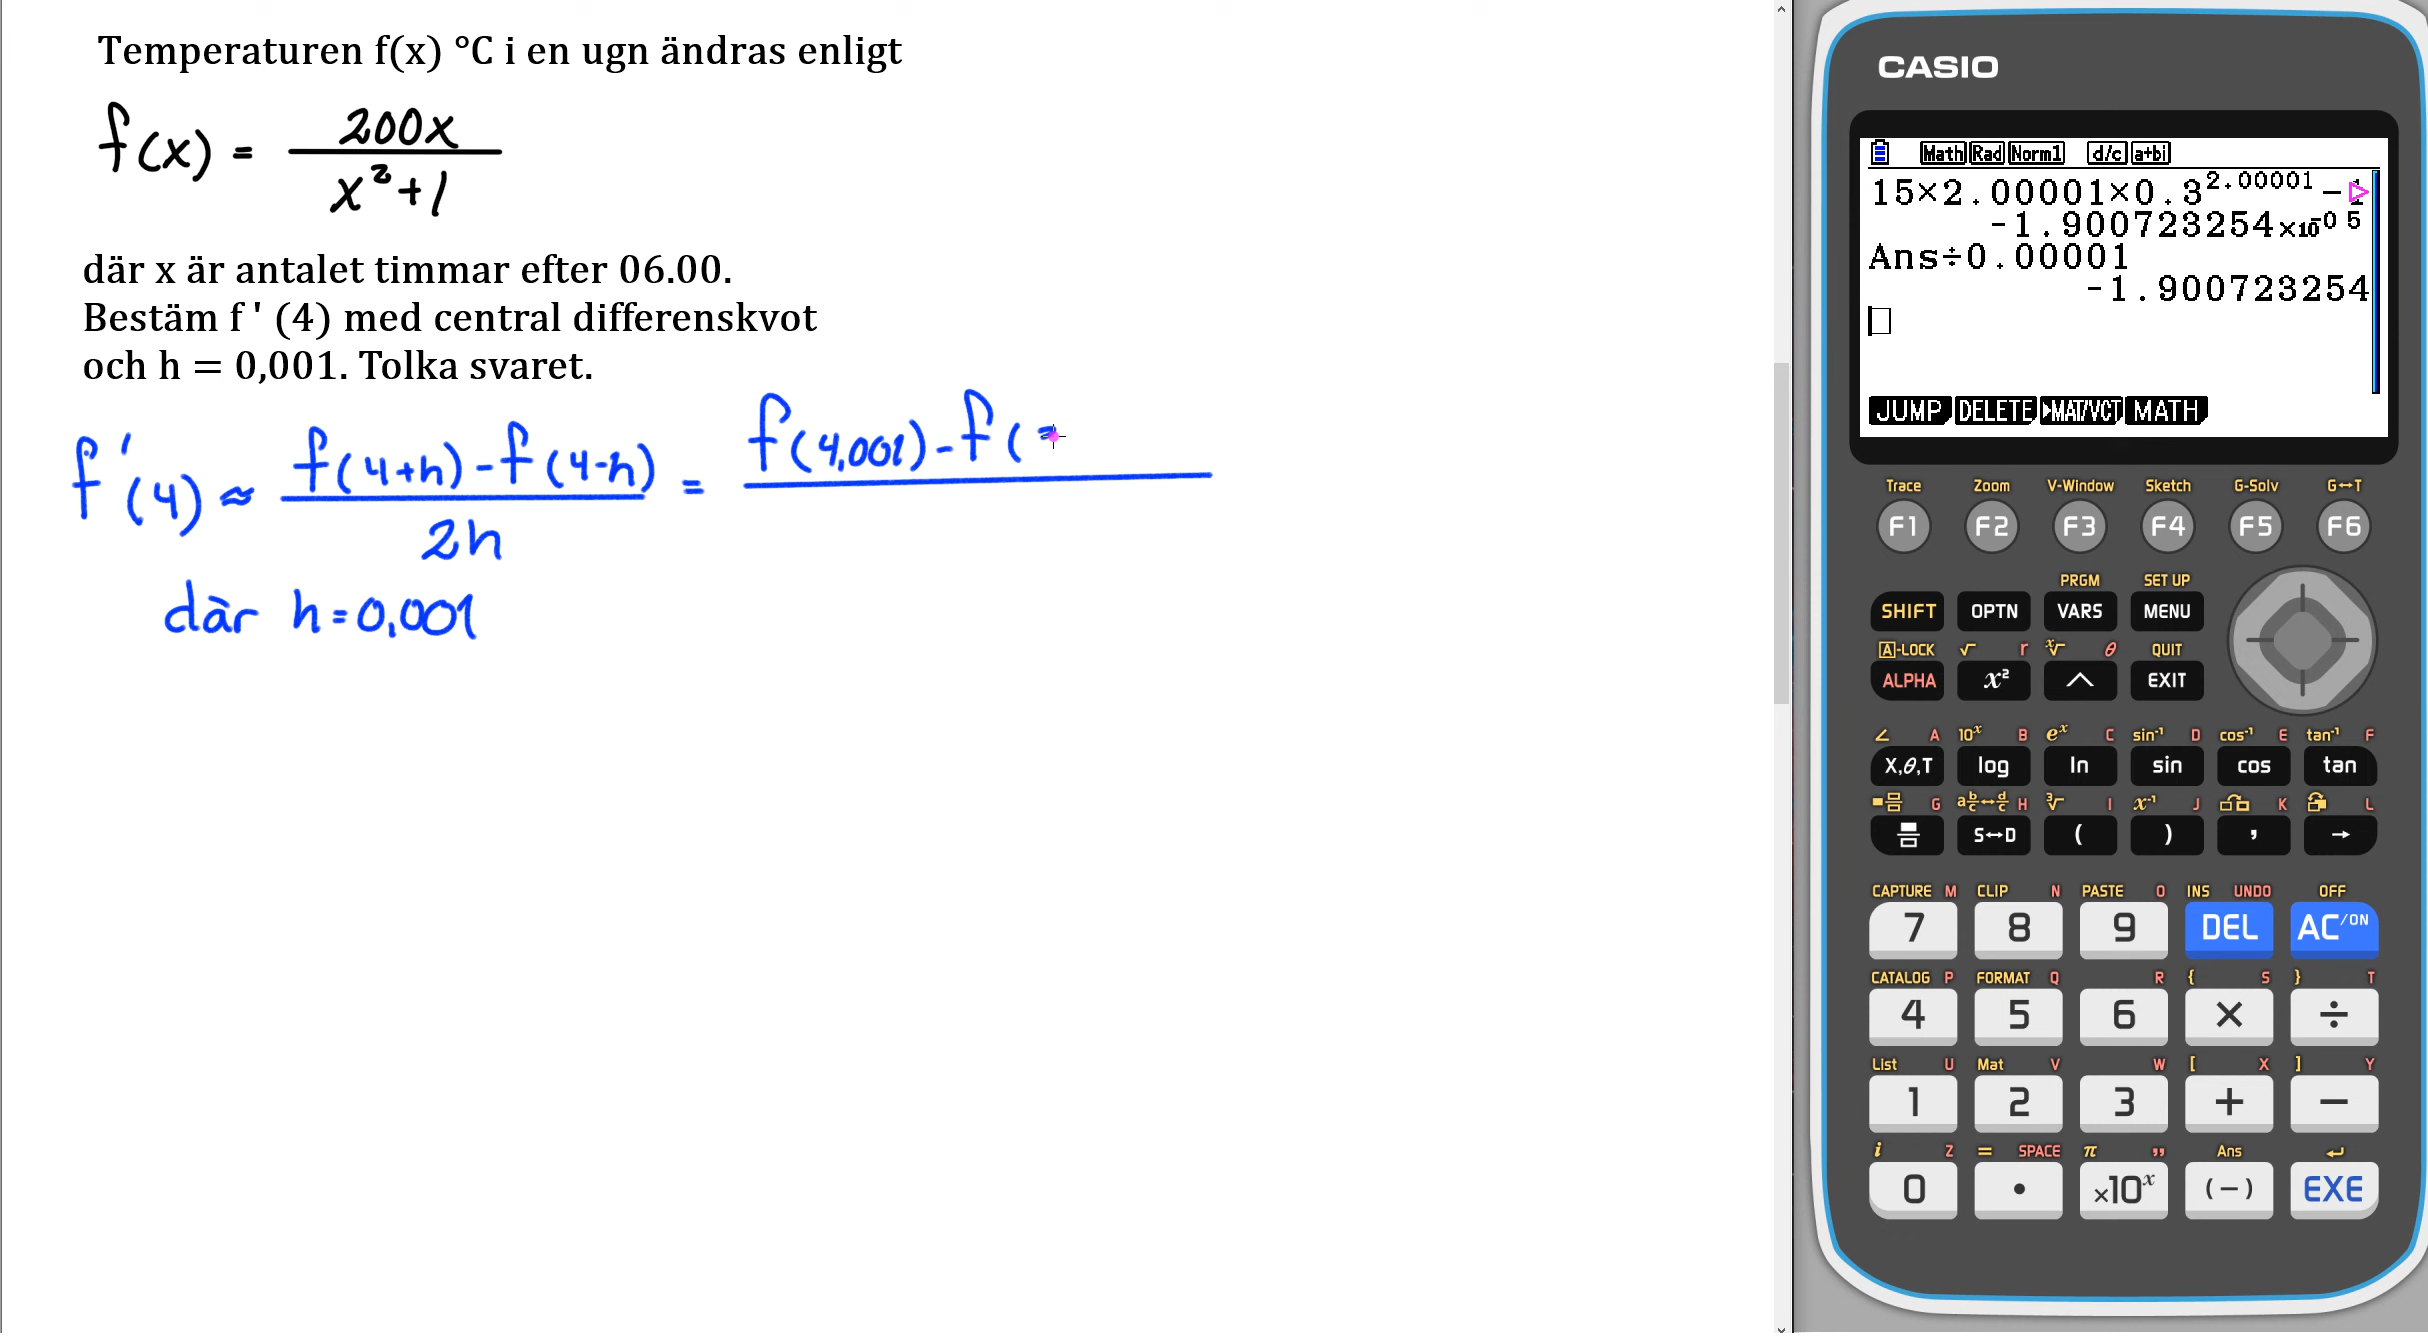 Temperaturen f(x) °C i en ugn ändras enligt
f(x) = 200x / x²+1
där x är antalet timmar efter 06.00.
Bestäm f ' (4) med central differenskvot
och h = 0,001. Tolka svaret.
f'(4) ≈ f(4+h) - f(4-h) / 2h = f(4,001) - f(
där h = 0,001
CASIO
Math Rad Norm1 d/c a+bi
15×2.00001×0.3^2.00001 -
-1.900723254×10^-05
Ans÷0.00001
-1.900723254
JUMP DELETE ▶MAT/VCT MATH
Trace Zoom V-Window Sketch G-Solv G↔T
F1 F2 F3 F4 F5 F6
PRGM SET UP
SHIFT OPTN VARS MENU
A-LOCK √ r ˣ√ θ QUIT
ALPHA x² ^ EXIT
∠ A 10ˣ B eˣ C sin⁻¹ D cos⁻¹ E tan⁻¹ F
X,θ,T log ln sin cos tan
G a b/c↔d/c H ³√ I x⁻¹ J K L
S↔D ( ) , →
CAPTURE M CLIP N PASTE O INS UNDO OFF
7 8 9 DEL AC/ON
CATALOG P FORMAT Q R { S } T
4 5 6 × ÷
List U Mat V W [ X ] Y
1 2 3 + −
i Z = SPACE π " Ans ↵
0 • ×10ˣ (−) EXE